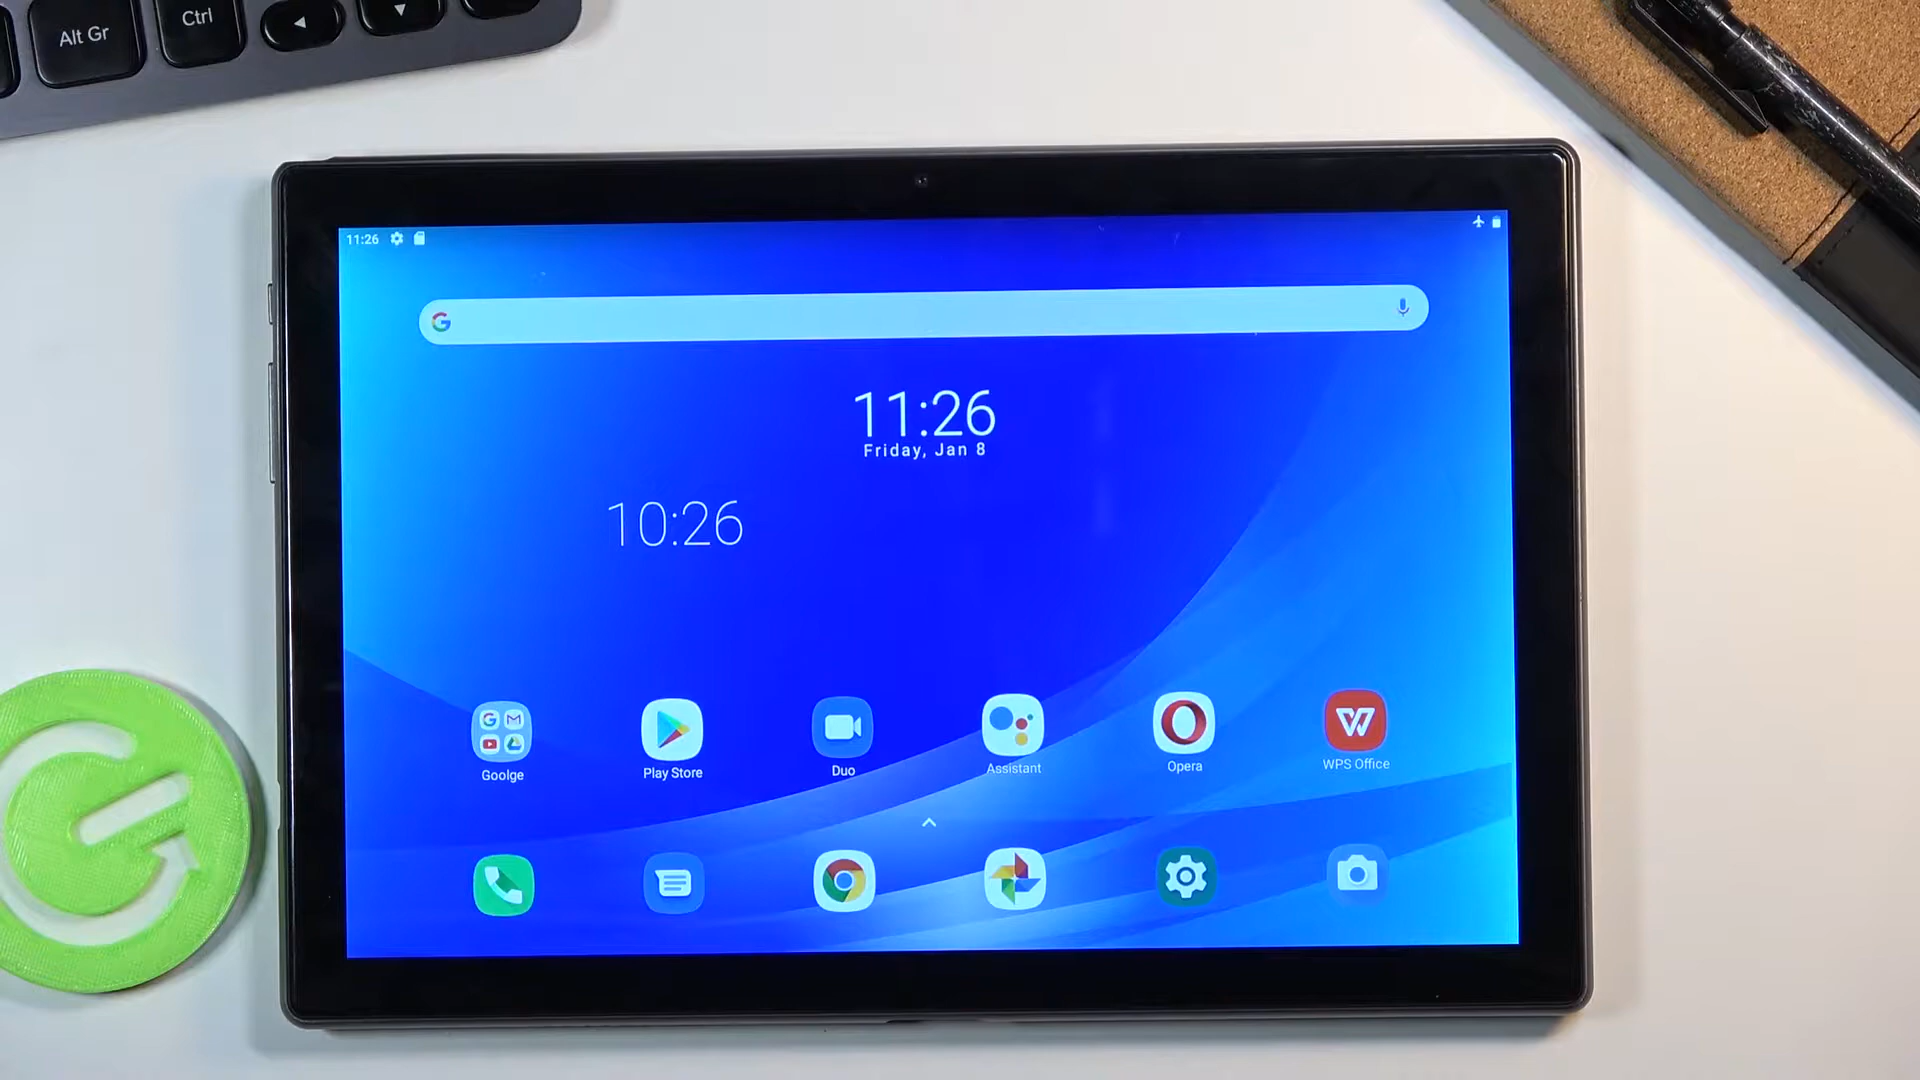 Alt Gr
Ctrl
11:26
11:26
Friday, Jan 8
10:26
Goolge
Play Store
Duo
Assistant
Opera
WPS Office